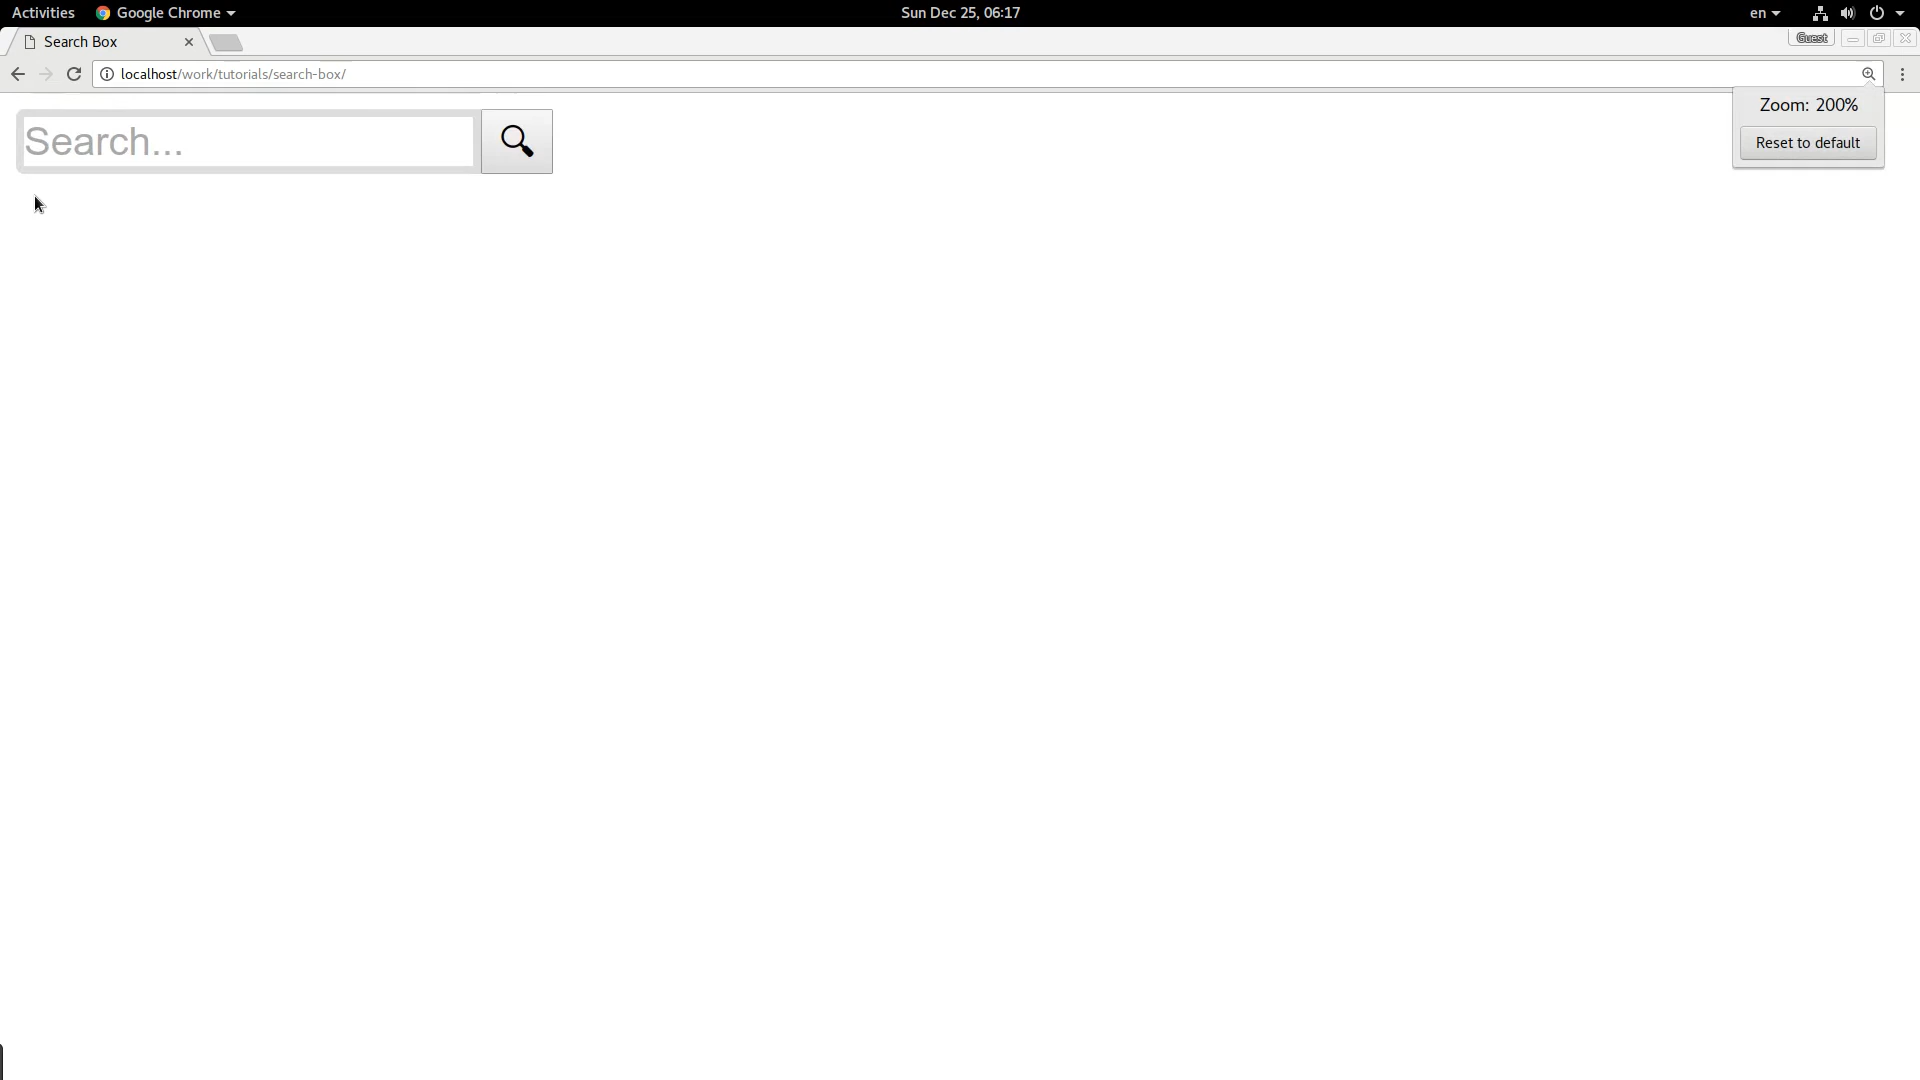 Activities Google Chrome Sun Dec 25, 06:17 en
Search Box Guest
localhost/work/tutorials/search-box/
Zoom: 200%
Search...
Reset to default